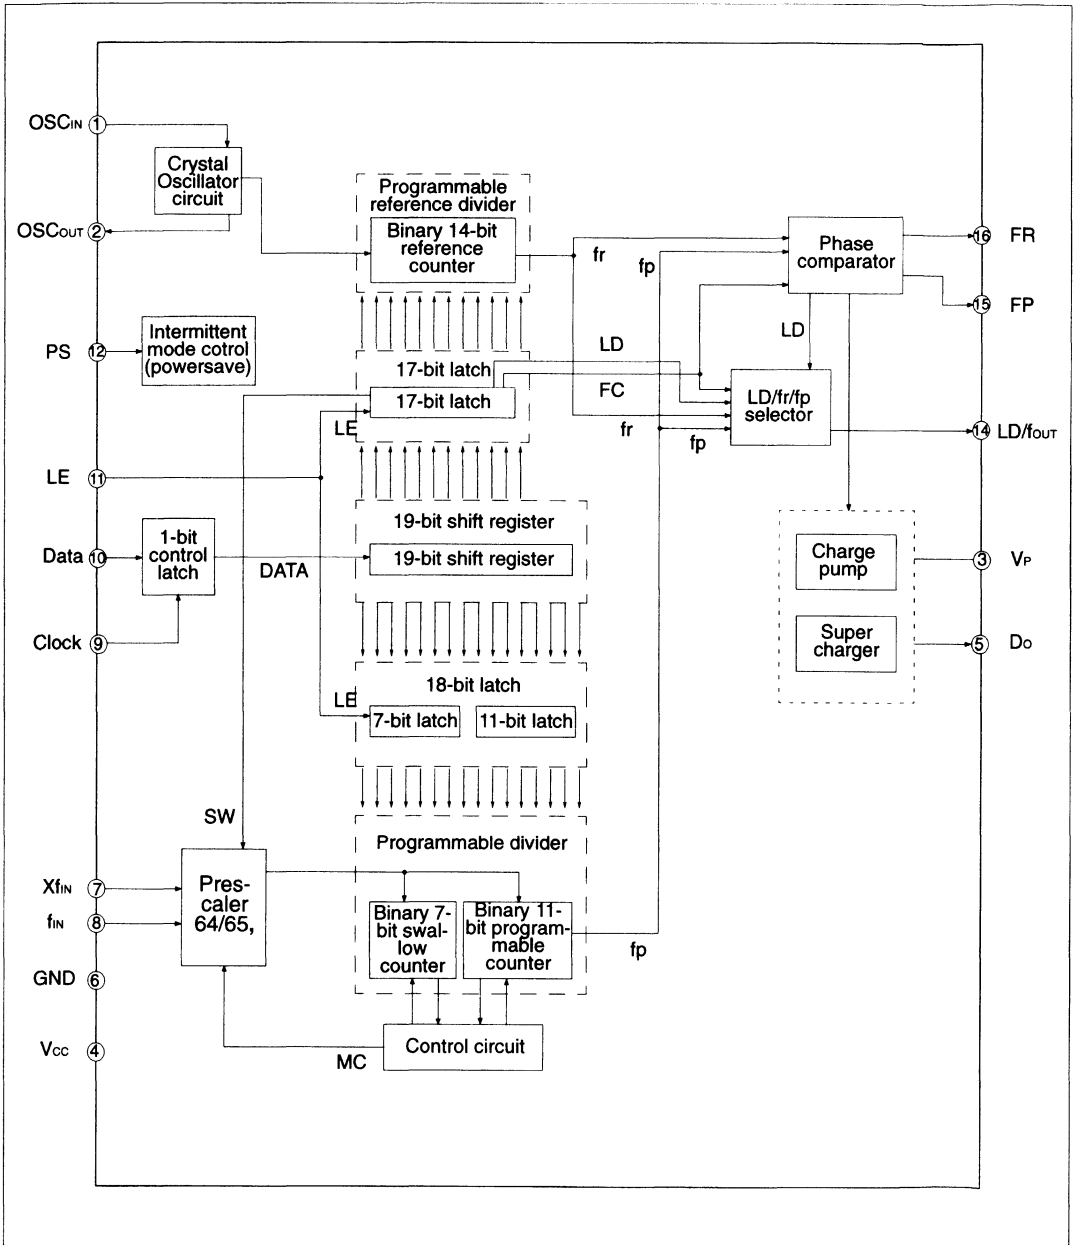 OSCIN
1
Crystal
Oscillator
circuit
OSCOUT
2
Programmable
reference divider
Binary 14-bit
reference
counter
fr
fp
Phase
comparator
16
FR
15
FP
PS
12
Intermittent
mode cotrol
(powersave)
17-bit latch
17-bit latch
LE
LD
FC
fr
fp
LD
LD/fr/fp
selector
14
LD/fOUT
LE
11
19-bit shift register
19-bit shift register
Data
10
1-bit
control
latch
DATA
Clock
9
Charge
pump
3
VP
Super
charger
5
DO
18-bit latch
LE
7-bit latch
11-bit latch
SW
Programmable divider
XfIN
7
fIN
8
Pres-
caler
64/65,
Binary 7-
bit swal-
low
counter
Binary 11-
bit program-
mable
counter
fp
GND
6
VCC
4
MC
Control circuit